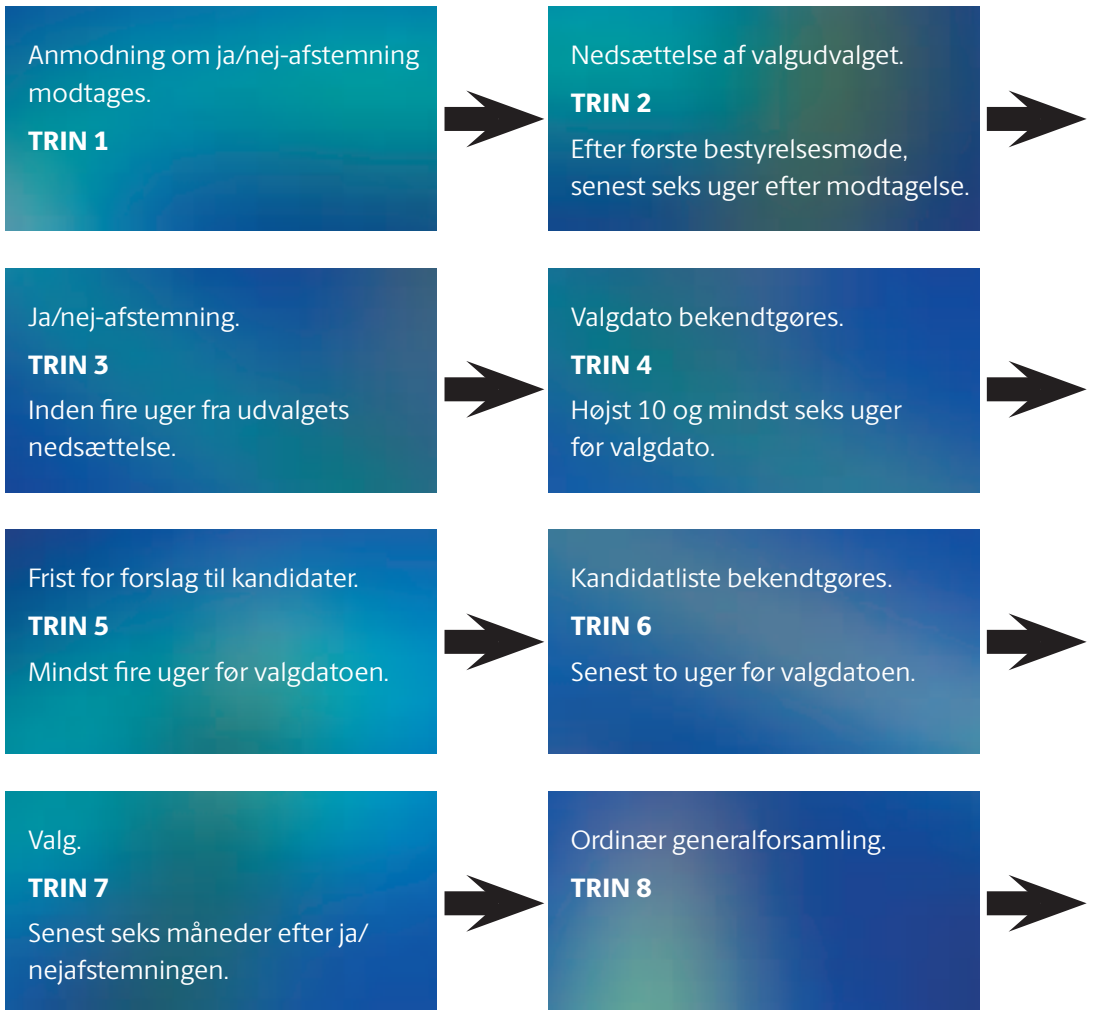 Anmodning om ja/nej-afstemning
modtages.
TRIN 1
Nedsættelse af valgudvalget.
TRIN 2
Efter første bestyrelsesmøde,
senest seks uger efter modtagelse.
Ja/nej-afstemning.
TRIN 3
Inden fire uger fra udvalgets
nedsættelse.
Valgdato bekendtgøres.
TRIN 4
Højst 10 og mindst seks uger
før valgdato.
Frist for forslag til kandidater.
TRIN 5
Mindst fire uger før valgdatoen.
Kandidatliste bekendtgøres.
TRIN 6
Senest to uger før valgdatoen.
Valg.
TRIN 7
Senest seks måneder efter ja/
nejafstemningen.
Ordinær generalforsamling.
TRIN 8